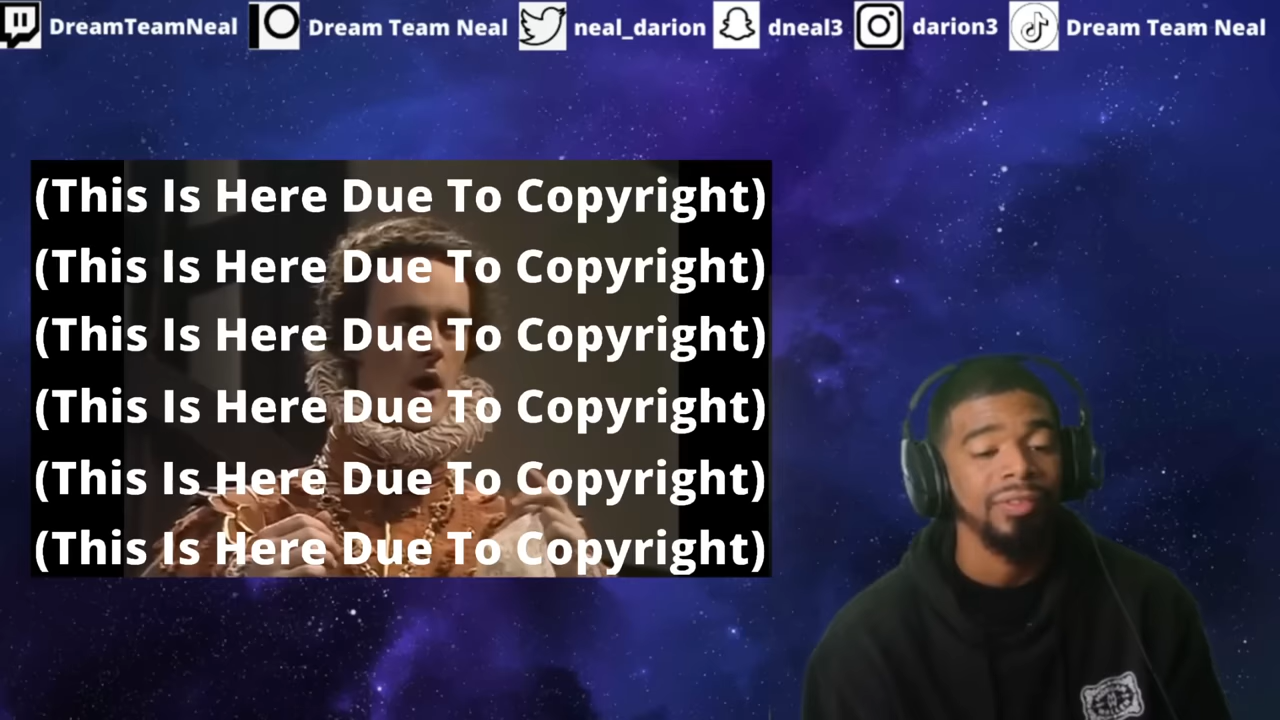 DreamTeamNeal Dream Team Neal neal_darion dneal3 darion3 Dream Team Neal
(This Is Here Due To Copyright)
(This Is Here Due To Copyright)
(This Is Here Due To Copyright)
(This Is Here Due To Copyright)
(This Is Here Due To Copyright)
(This Is Here Due To Copyright)